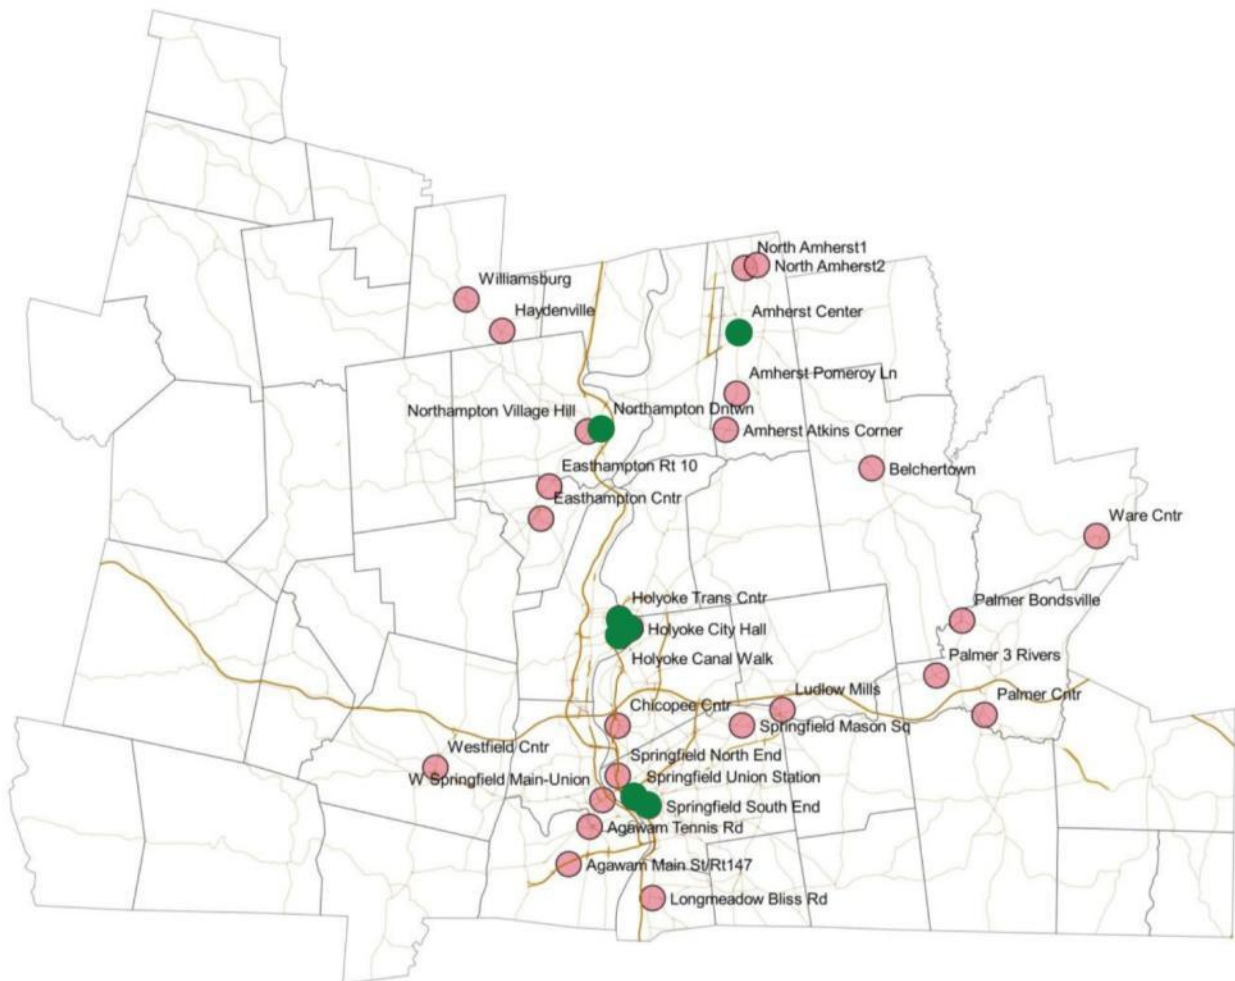 North Amherst1
North Amherst2
Williamsburg
Haydenville
Amherst Center
Amherst Pomeroy Ln
Northampton Village Hill
Northampton Dntwn
Amherst Atkins Corner
Easthampton Rt 10
Belchertown
Easthampton Cntr
Ware Cntr
Holyoke Trans Cntr
Palmer Bondsville
Holyoke City Hall
Holyoke Canal Walk
Palmer 3 Rivers
Ludlow Mills
Palmer Cntr
Chicopee Cntr
Springfield Mason Sq
Westfield Cntr
Springfield North End
W Springfield Main-Union
Springfield Union Station
Springfield South End
Agawam Tennis Rd
Agawam Main St/Rt147
Longmeadow Bliss Rd